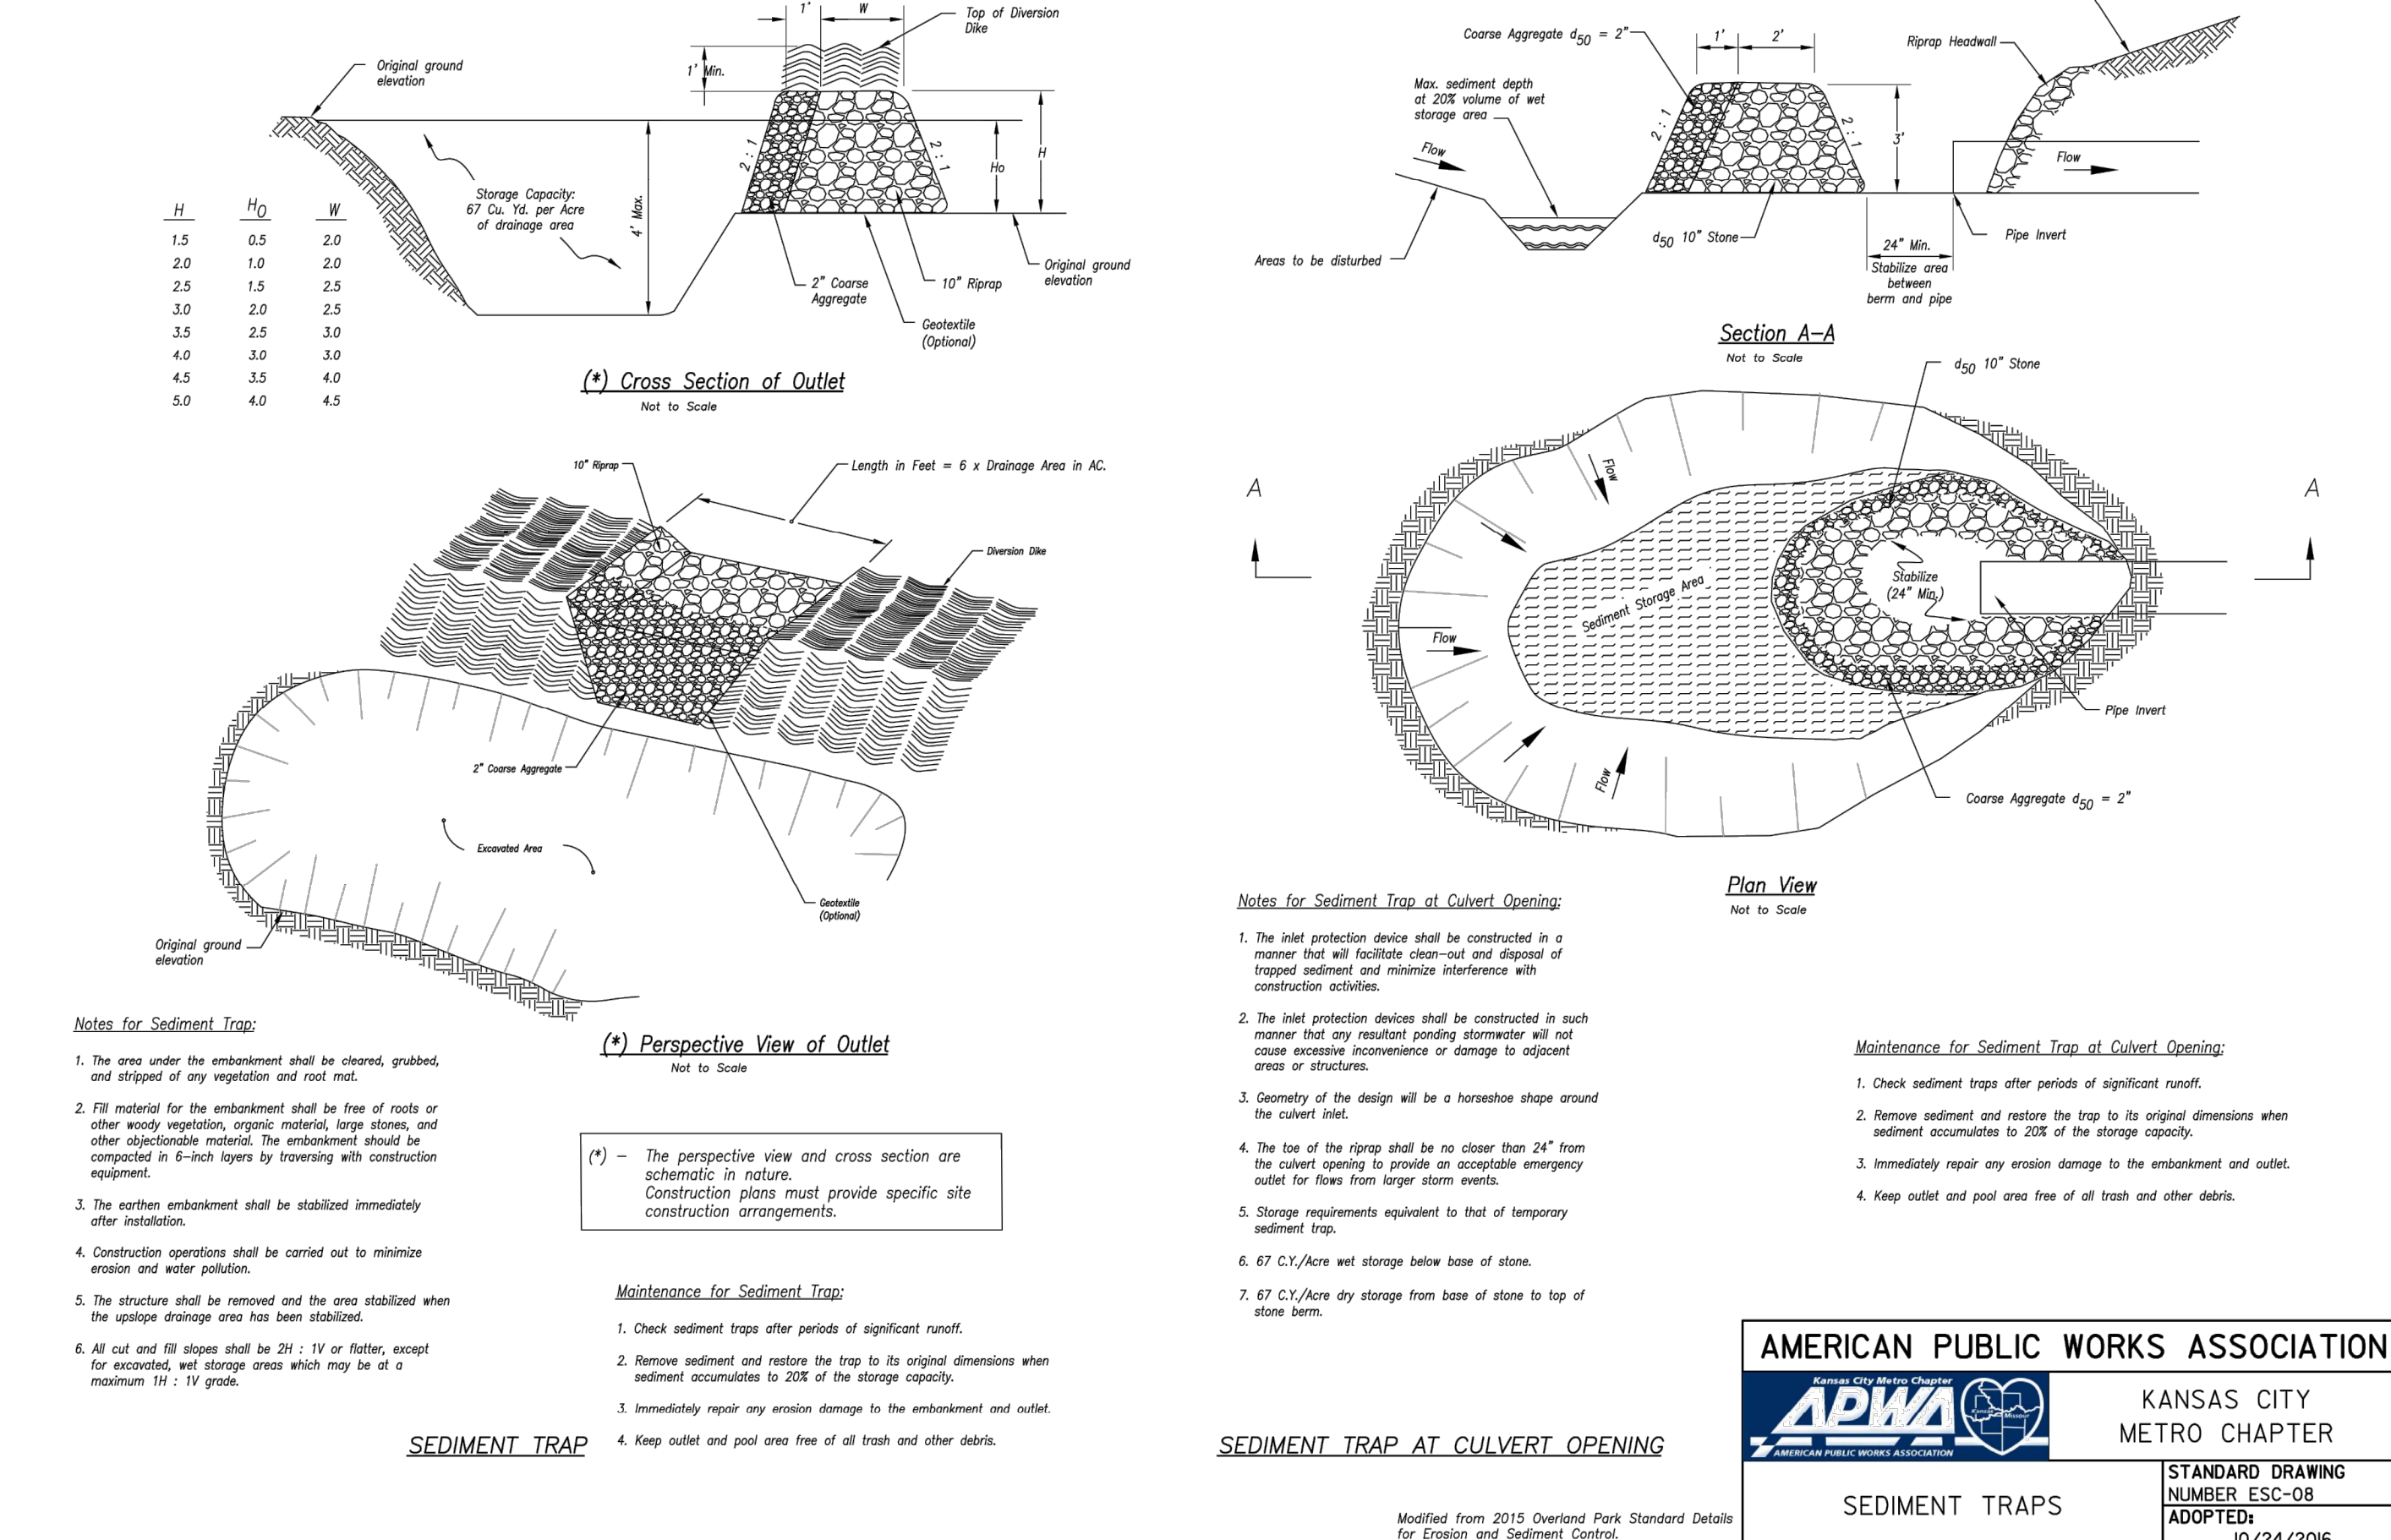 1'
W
Top of Diversion
Dike
1' Min.
Original ground
elevation
2 : 1
2 : 1
H
Ho
4' Max.
Storage Capacity:
67 Cu. Yd. per Acre
of drainage area
H HO W
1.5 0.5 2.0
2.0 1.0 2.0
2.5 1.5 2.5
3.0 2.0 2.5
3.5 2.5 3.0
4.0 3.0 3.0
4.5 3.5 4.0
5.0 4.0 4.5
2" Coarse
Aggregate
10" Riprap
Original ground
elevation
Geotextile
(Optional)
(*) Cross Section of Outlet
Not to Scale
10" Riprap
Length in Feet = 6 x Drainage Area in AC.
Diversion Dike
2" Coarse Aggregate
Excavated Area
Geotextile
(Optional)
Original ground
elevation
(*) Perspective View of Outlet
Not to Scale
Notes for Sediment Trap:
1. The area under the embankment shall be cleared, grubbed,
and stripped of any vegetation and root mat.
2. Fill material for the embankment shall be free of roots or
other woody vegetation, organic material, large stones, and
other objectionable material. The embankment should be
compacted in 6-inch layers by traversing with construction
equipment.
3. The earthen embankment shall be stabilized immediately
after installation.
4. Construction operations shall be carried out to minimize
erosion and water pollution.
5. The structure shall be removed and the area stabilized when
the upslope drainage area has been stabilized.
6. All cut and fill slopes shall be 2H : 1V or flatter, except
for excavated, wet storage areas which may be at a
maximum 1H : 1V grade.
(*) - The perspective view and cross section are
schematic in nature.
Construction plans must provide specific site
construction arrangements.
Maintenance for Sediment Trap:
1. Check sediment traps after periods of significant runoff.
2. Remove sediment and restore the trap to its original dimensions when
sediment accumulates to 20% of the storage capacity.
3. Immediately repair any erosion damage to the embankment and outlet.
4. Keep outlet and pool area free of all trash and other debris.
SEDIMENT TRAP
Coarse Aggregate d50 = 2"
1'
2'
Riprap Headwall
Max. sediment depth
at 20% volume of wet
storage area
2 : 1
2 : 1
3'
Flow
Flow
d50 10" Stone
Areas to be disturbed
24" Min.
Stabilize area
between
berm and pipe
Pipe Invert
Section A-A
Not to Scale
d50 10" Stone
A
A
Flow
Sediment Storage Area
Stabilize
(24" Min.)
Flow
Flow
Pipe Invert
Coarse Aggregate d50 = 2"
Plan View
Not to Scale
Notes for Sediment Trap at Culvert Opening:
1. The inlet protection device shall be constructed in a
manner that will facilitate clean-out and disposal of
trapped sediment and minimize interference with
construction activities.
2. The inlet protection devices shall be constructed in such
manner that any resultant ponding stormwater will not
cause excessive inconvenience or damage to adjacent
areas or structures.
3. Geometry of the design will be a horseshoe shape around
the culvert inlet.
4. The toe of the riprap shall be no closer than 24" from
the culvert opening to provide an acceptable emergency
outlet for flows from larger storm events.
5. Storage requirements equivalent to that of temporary
sediment trap.
6. 67 C.Y./Acre wet storage below base of stone.
7. 67 C.Y./Acre dry storage from base of stone to top of
stone berm.
Maintenance for Sediment Trap at Culvert Opening:
1. Check sediment traps after periods of significant runoff.
2. Remove sediment and restore the trap to its original dimensions when
sediment accumulates to 20% of the storage capacity.
3. Immediately repair any erosion damage to the embankment and outlet.
4. Keep outlet and pool area free of all trash and other debris.
SEDIMENT TRAP AT CULVERT OPENING
Modified from 2015 Overland Park Standard Details
for Erosion and Sediment Control.
AMERICAN PUBLIC WORKS ASSOCIATION
Kansas City Metro Chapter
APWA
Kansas
Missouri
AMERICAN PUBLIC WORKS ASSOCIATION
KANSAS CITY
METRO CHAPTER
SEDIMENT TRAPS
STANDARD DRAWING
NUMBER ESC-08
ADOPTED:
10/24/2016